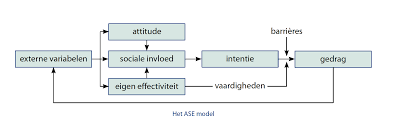 attitude
barrières
externe variabelen
sociale invloed
intentie
gedrag
eigen effectiviteit
vaardigheden
Het ASE model